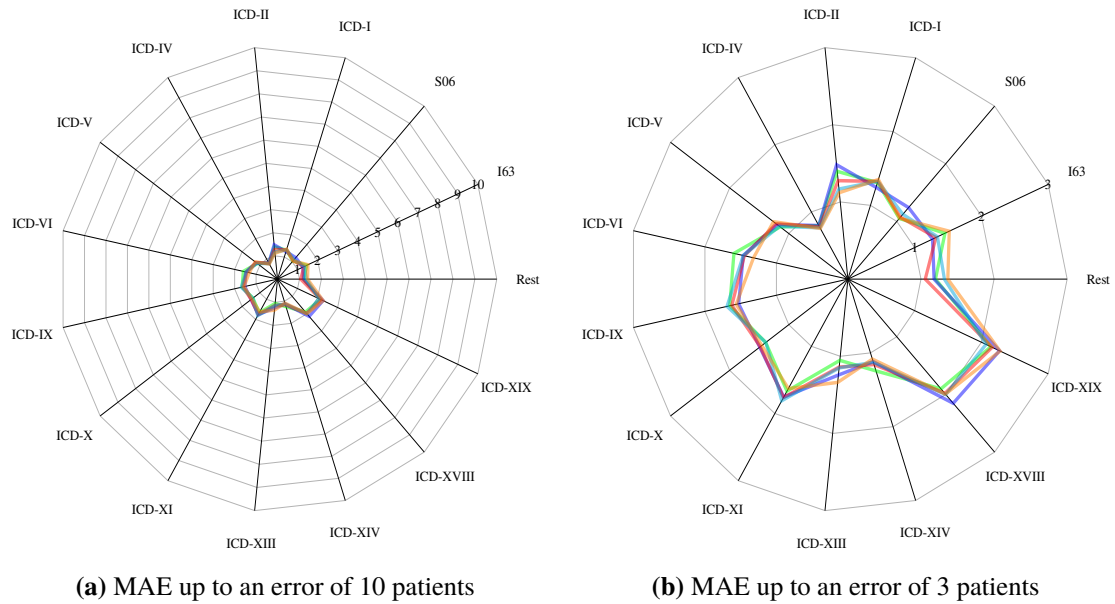 ICD-II
ICD-I
ICD-IV
S06
ICD-V
I63
10
9
8
7
6
5
4
3
2
1
ICD-VI
Rest
ICD-IX
ICD-XIX
ICD-X
ICD-XVIII
ICD-XI
ICD-XIV
ICD-XIII
(a) MAE up to an error of 10 patients
ICD-II
ICD-I
ICD-IV
S06
ICD-V
I63
3
2
1
ICD-VI
Rest
ICD-IX
ICD-XIX
ICD-X
ICD-XVIII
ICD-XI
ICD-XIV
ICD-XIII
(b) MAE up to an error of 3 patients